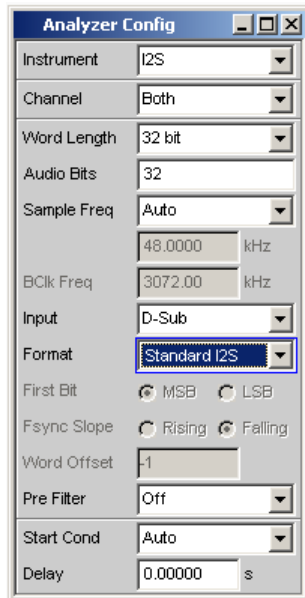 Analyzer Config
Instrument I2S
Channel Both
Word Length 32 bit
Audio Bits 32
Sample Freq Auto
48.0000 kHz
BClk Freq 3072.00 kHz
Input D-Sub
Format Standard I2S
First Bit MSB LSB
Fsync Slope Rising Falling
Word Offset -1
Pre Filter Off
Start Cond Auto
Delay 0.00000 s